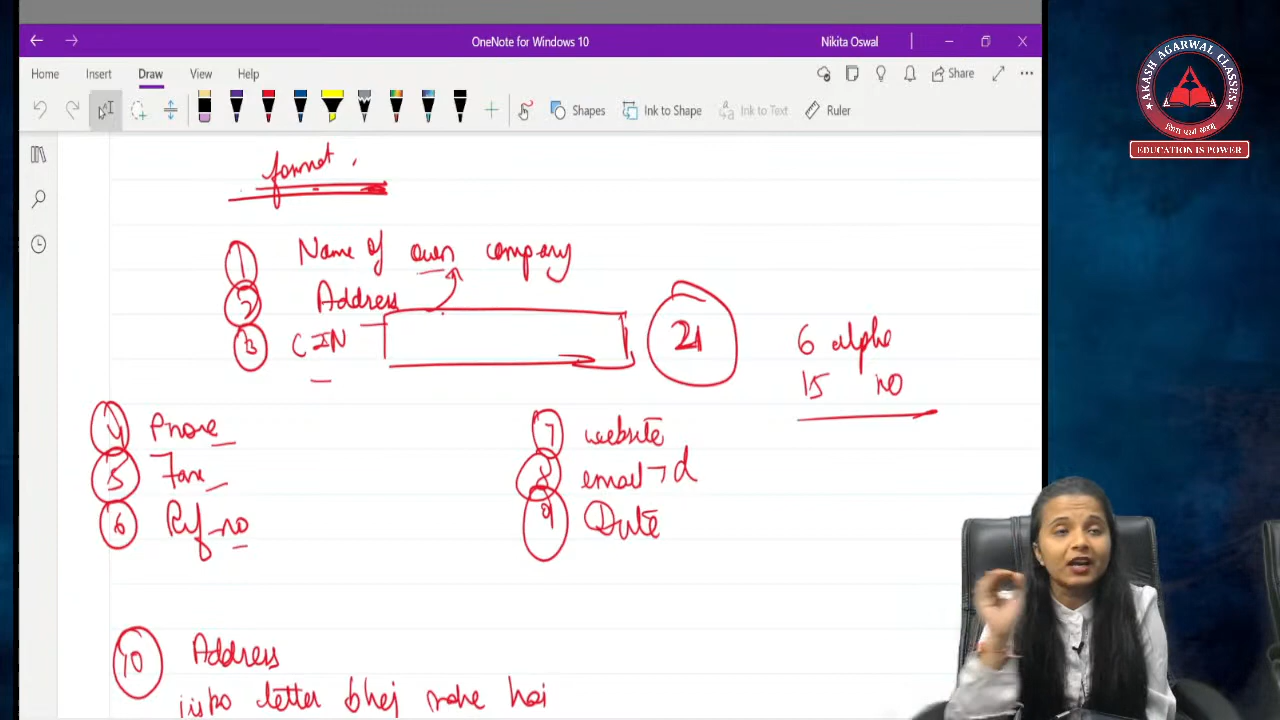 OneNote for Windows 10
Nikita Oswal
Home Insert Draw View Help
Share
Shapes Ink to Shape Ink to Text Ruler
AKASH AGARWAL CLASSES
EDUCATION IS POWER
format
1 Name of own company
2 Address
3 CIN 21
6 alpha
15 no
4 Phone
5 Fax
6 Ref-no
7 website
8 email-d
9 Date
10 Address
letter bhej rahe hai